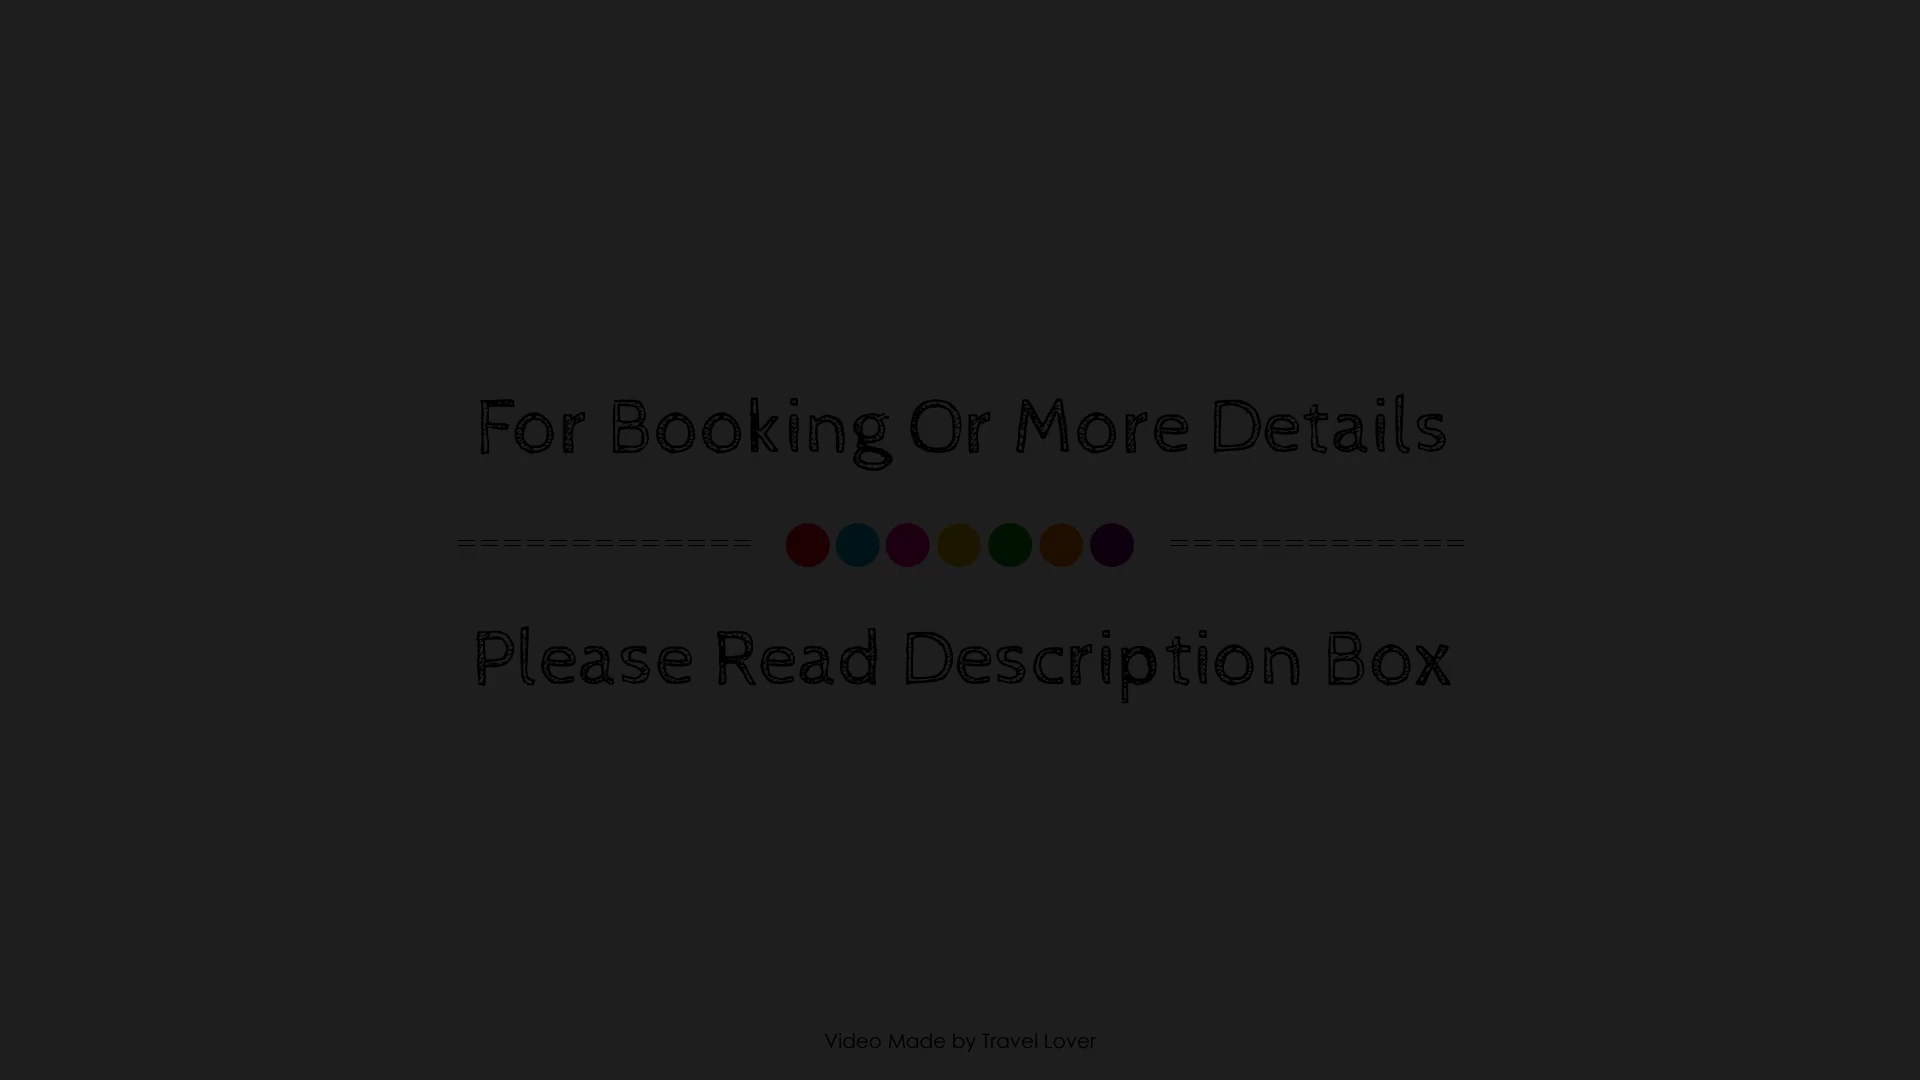 For Booking Or More Details
============= =============
Please Read Description Box
Video Made by Travel Lover